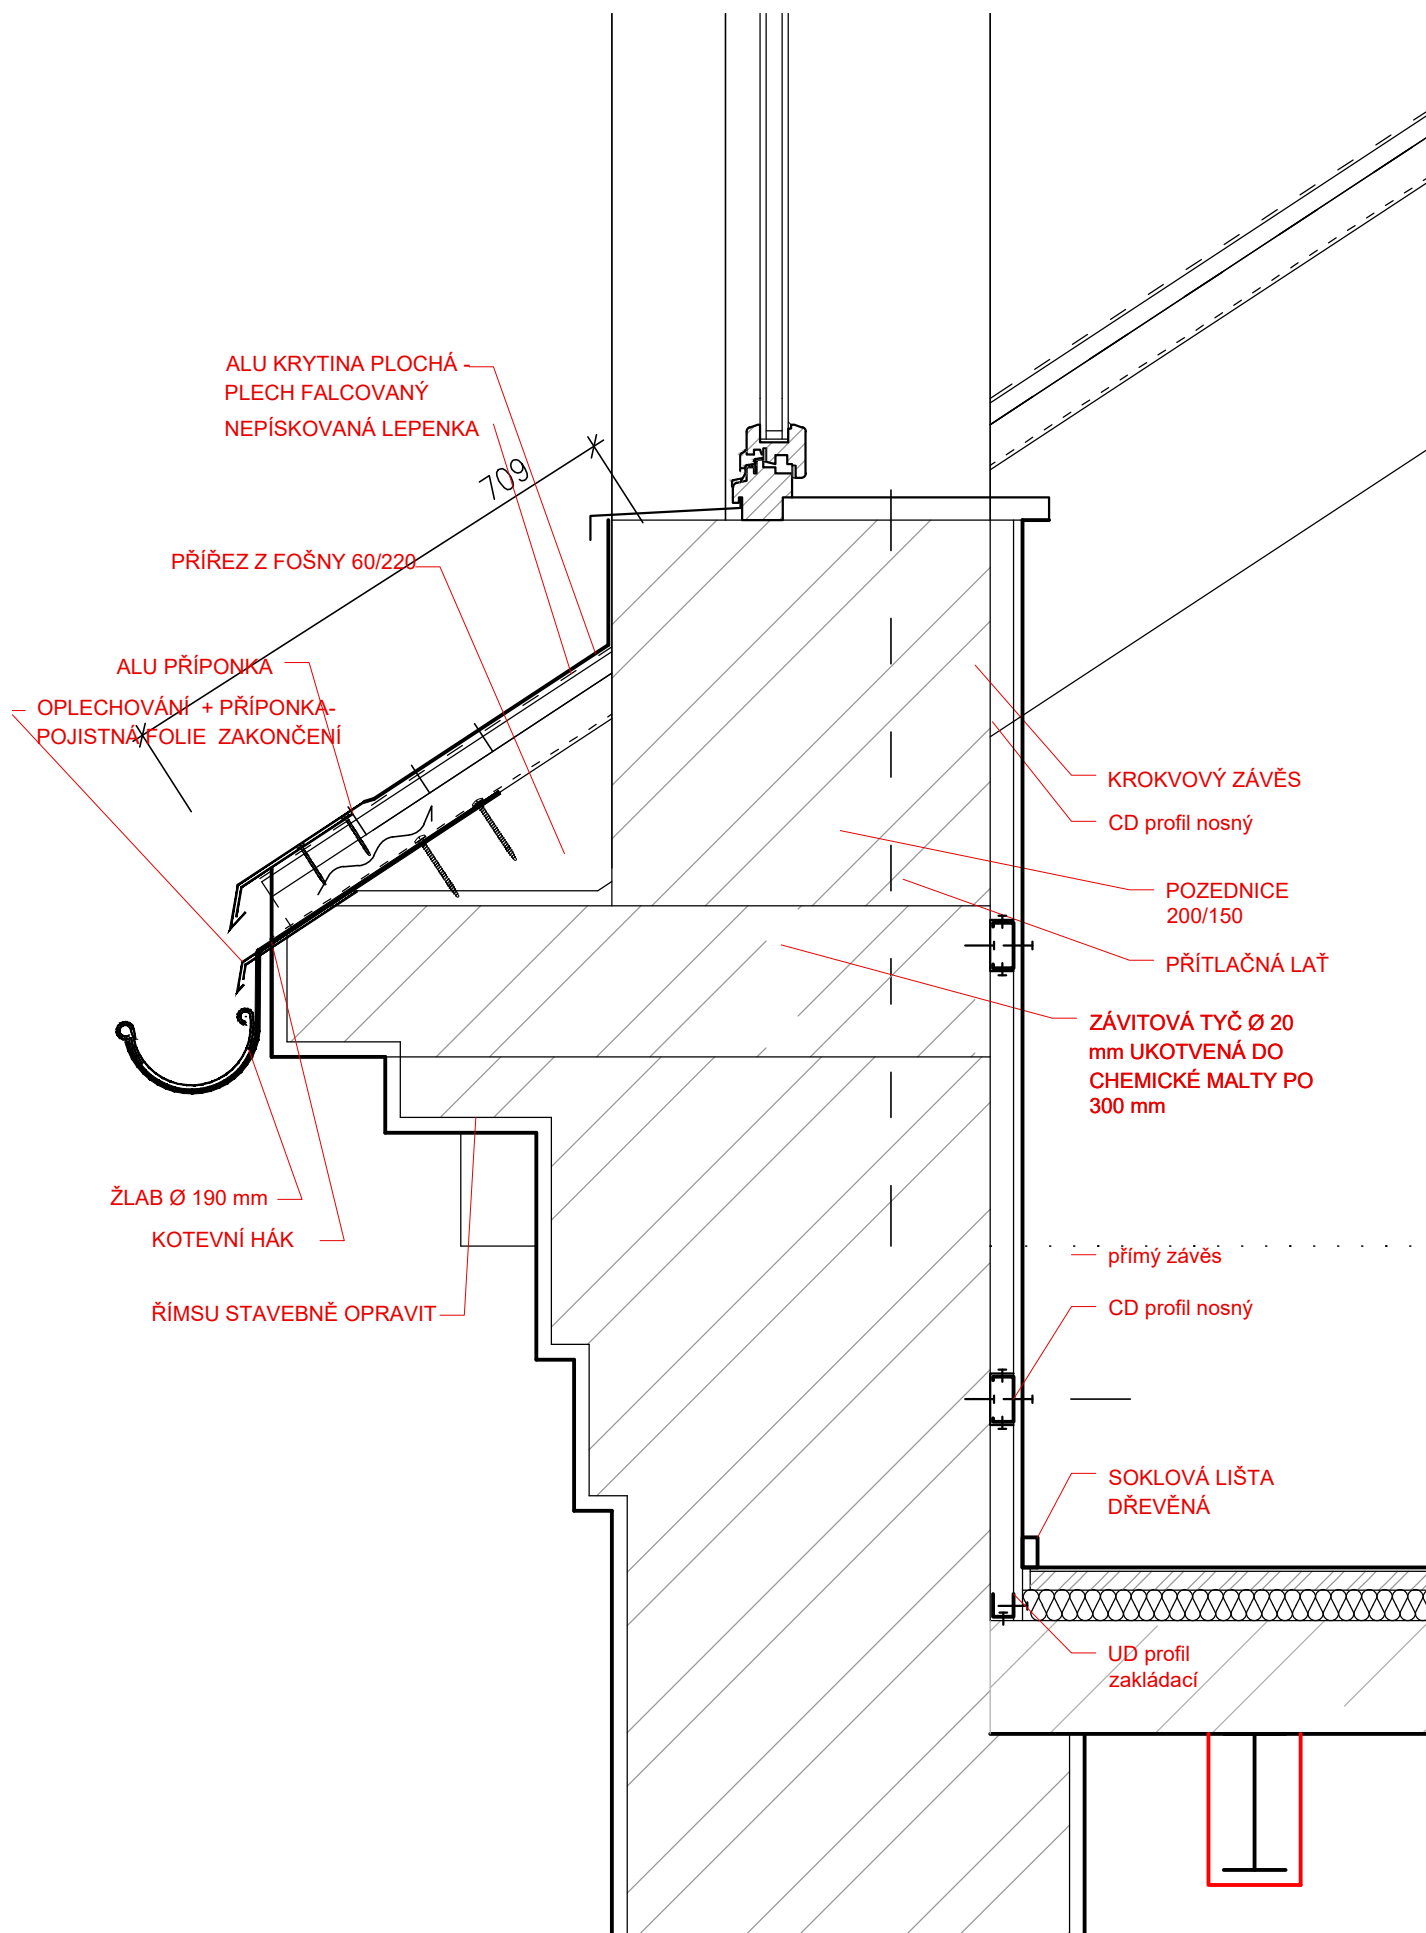 ALU KRYTINA PLOCHÁ -
PLECH FALCOVANÝ
NEPÍSKOVANÁ LEPENKA
709
PŘÍŘEZ Z FOŠNY 60/220
ALU PŘÍPONKA
OPLECHOVÁNÍ + PŘÍPONKA-
POJISTNÁ FOLIE ZAKONČENÍ
KROKVOVÝ ZÁVĚS
CD profil nosný
POZEDNICE
200/150
PŘÍTLAČNÁ LAŤ
ZÁVITOVÁ TYČ Ø 20
mm UKOTVENÁ DO
CHEMICKÉ MALTY PO
300 mm
ŽLAB Ø 190 mm
KOTEVNÍ HÁK
ŘÍMSU STAVEBNĚ OPRAVIT
přímý závěs
CD profil nosný
SOKLOVÁ LIŠTA
DŘEVĚNÁ
UD profil
zakládací